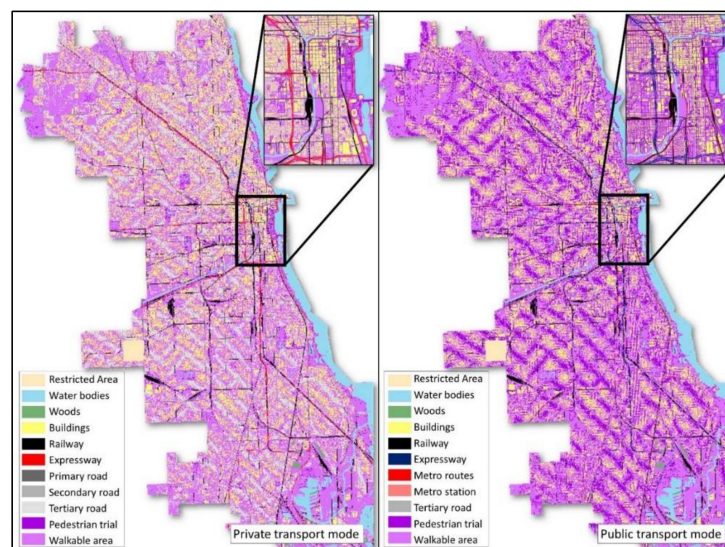 Restricted Area
Water bodies
Woods
Buildings
Railway
Expressway
Primary road
Secondary road
Tertiary road
Pedestrian trial
Walkable area
Private transport mode
Restricted Area
Water bodies
Woods
Buildings
Railway
Expressway
Metro routes
Metro station
Tertiary road
Pedestrian trial
Walkable area
Public transport mode